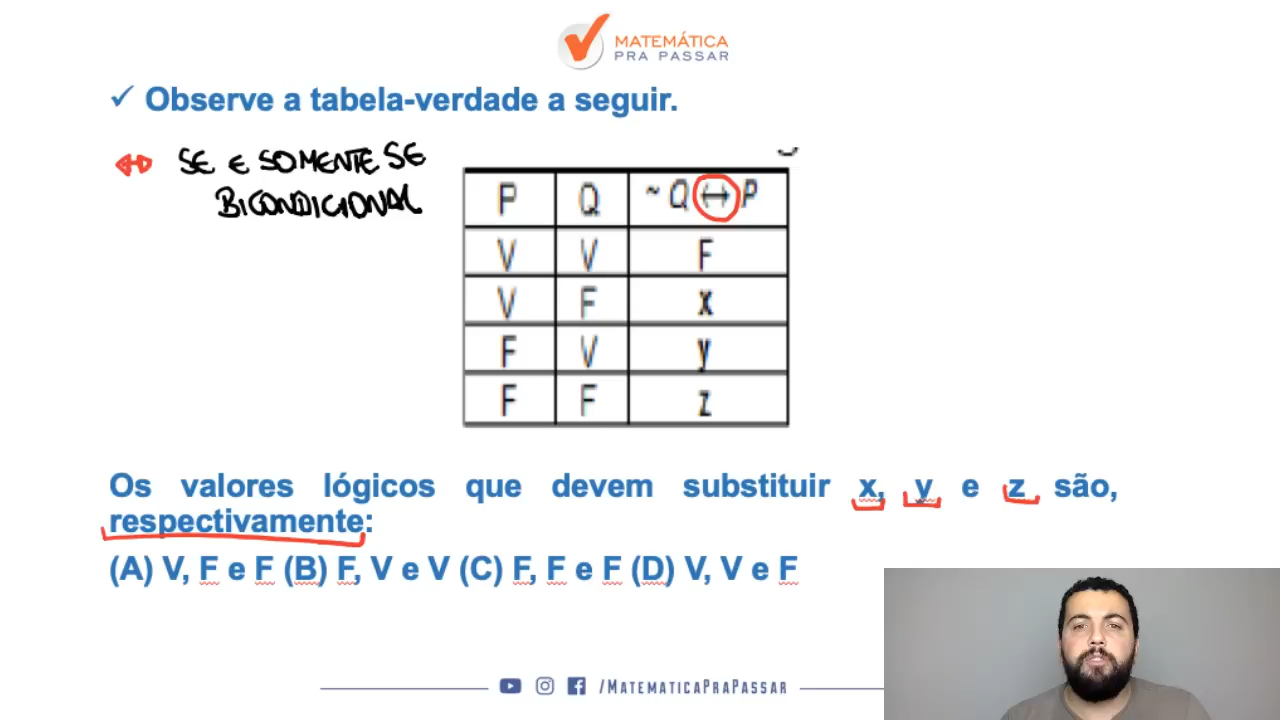 MATEMÁTICA
PRA PASSAR
✓ Observe a tabela-verdade a seguir.
↔ SE E SOMENTE SE
BICONDICIONAL
P Q ~Q ↔ P
V V F
V F x
F V y
F F z
Os valores lógicos que devem substituir x, y e z são,
respectivamente:
(A) V, F e F (B) F, V e V (C) F, F e F (D) V, V e F
/MATEMATICAPRAPASSAR